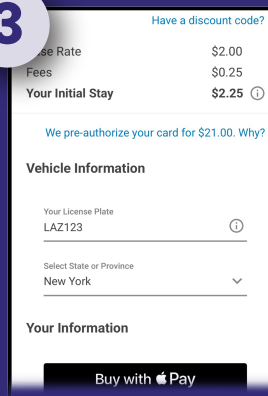 3
Have a discount code?
se Rate $2.00
Fees $0.25
Your Initial Stay $2.25
We pre-authorize your card for $21.00. Why?
Vehicle Information
Your License Plate
LAZ123
Select State or Province
New York
Your Information
Buy with Pay